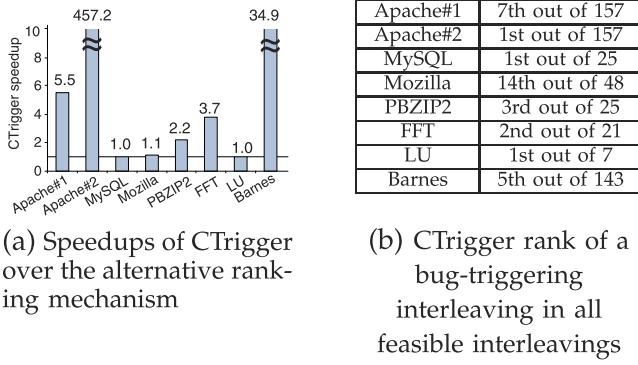 457.2
34.9
10
8
6
4
2
0
CTrigger speedup
5.5
1.0
1.1
2.2
3.7
1.0
Apache#1
Apache#2
MySQL
Mozilla
PBZIP2
FFT
LU
Barnes
(a) Speedups of CTrigger
over the alternative rank-
ing mechanism
Apache#1 7th out of 157
Apache#2 1st out of 157
MySQL 1st out of 25
Mozilla 14th out of 48
PBZIP2 3rd out of 25
FFT 2nd out of 21
LU 1st out of 7
Barnes 5th out of 143
(b) CTrigger rank of a
bug-triggering
interleaving in all
feasible interleavings